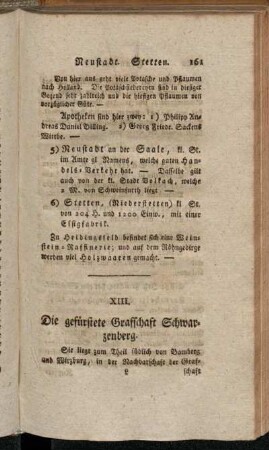 Neustadt. Stetten. 161
Von hier aus geht viele Potasche und Pflaumen
nach Holland. Die Potaschsiedereyen sind in dieser
Gegend sehr zahlreich und die hiesigen Pflaumen von
vorzüglicher Güte. —
Apotheken sind hier zwey: 1) Philipp An-
dreas Daniel Billing. 2) Georg Friedr. Sackens
Wittbe. —
5) Neustadt an der Saale, kl. St.
im Amte gl. Namens, welche guten Han-
dels-Verkehr hat. — Dasselbe gilt
auch von der kl. Stadt Volkach, welche
2 M. von Schweinfurth liegt —
6) Stetten, (Niederstetten) kl St.
von 204 H. und 1100 Einw., mit einer
Essigfabrik.
Zu Heidingsfeld befindet sich eine Wein-
stein-Raffinerie; und auf dem Röhngebirge
werden viel Holzwaaren gemacht. —
XIII.
Die gefürstete Grafschaft Schwar-
zenberg.
Sie liegt zum Theil südlich von Bamberg
und Wirzburg, in der Nachbarschaft der Graf-
L schaft